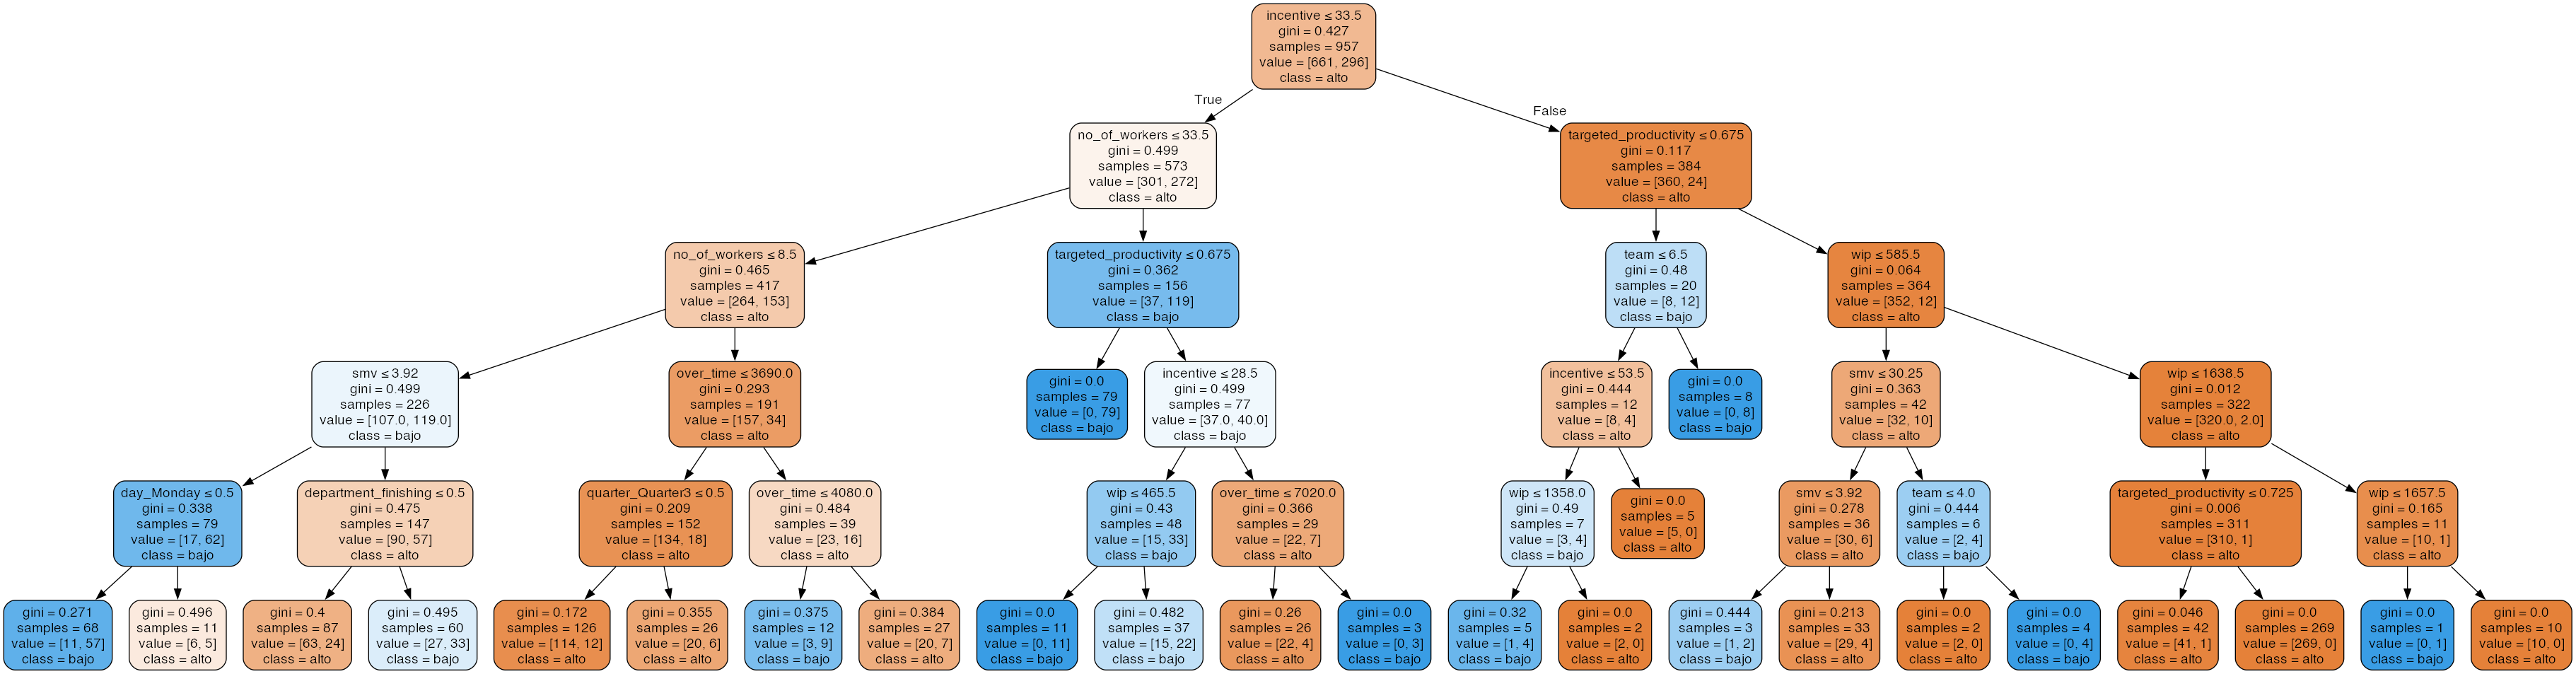 incentive ≤ 33.5
gini = 0.427
samples = 957
value = [661, 296]
class = alto
True
False
no_of_workers ≤ 33.5
gini = 0.499
samples = 573
value = [301, 272]
class = alto
targeted_productivity ≤ 0.675
gini = 0.117
samples = 384
value = [360, 24]
class = alto
no_of_workers ≤ 8.5
gini = 0.465
samples = 417
value = [264, 153]
class = alto
targeted_productivity ≤ 0.675
gini = 0.362
samples = 156
value = [37, 119]
class = bajo
team ≤ 6.5
gini = 0.48
samples = 20
value = [8, 12]
class = bajo
wip ≤ 585.5
gini = 0.064
samples = 364
value = [352, 12]
class = alto
smv ≤ 3.92
gini = 0.499
samples = 226
value = [107.0, 119.0]
class = bajo
over_time ≤ 3690.0
gini = 0.293
samples = 191
value = [157, 34]
class = alto
gini = 0.0
samples = 79
value = [0, 79]
class = bajo
incentive ≤ 28.5
gini = 0.499
samples = 77
value = [37.0, 40.0]
class = bajo
incentive ≤ 53.5
gini = 0.444
samples = 12
value = [8, 4]
class = alto
gini = 0.0
samples = 8
value = [0, 8]
class = bajo
smv ≤ 30.25
gini = 0.363
samples = 42
value = [32, 10]
class = alto
wip ≤ 1638.5
gini = 0.012
samples = 322
value = [320.0, 2.0]
class = alto
day_Monday ≤ 0.5
gini = 0.338
samples = 79
value = [17, 62]
class = bajo
department_finishing ≤ 0.5
gini = 0.475
samples = 147
value = [90, 57]
class = alto
quarter_Quarter3 ≤ 0.5
gini = 0.209
samples = 152
value = [134, 18]
class = alto
over_time ≤ 4080.0
gini = 0.484
samples = 39
value = [23, 16]
class = alto
wip ≤ 465.5
gini = 0.43
samples = 48
value = [15, 33]
class = bajo
over_time ≤ 7020.0
gini = 0.366
samples = 29
value = [22, 7]
class = alto
wip ≤ 1358.0
gini = 0.49
samples = 7
value = [3, 4]
class = bajo
gini = 0.0
samples = 5
value = [5, 0]
class = alto
smv ≤ 3.92
gini = 0.278
samples = 36
value = [30, 6]
class = alto
team ≤ 4.0
gini = 0.444
samples = 6
value = [2, 4]
class = bajo
targeted_productivity ≤ 0.725
gini = 0.006
samples = 311
value = [310, 1]
class = alto
wip ≤ 1657.5
gini = 0.165
samples = 11
value = [10, 1]
class = alto
gini = 0.271
samples = 68
value = [11, 57]
class = bajo
gini = 0.496
samples = 11
value = [6, 5]
class = alto
gini = 0.4
samples = 87
value = [63, 24]
class = alto
gini = 0.495
samples = 60
value = [27, 33]
class = bajo
gini = 0.172
samples = 126
value = [114, 12]
class = alto
gini = 0.355
samples = 26
value = [20, 6]
class = alto
gini = 0.375
samples = 12
value = [3, 9]
class = bajo
gini = 0.384
samples = 27
value = [20, 7]
class = alto
gini = 0.0
samples = 11
value = [0, 11]
class = bajo
gini = 0.482
samples = 37
value = [15, 22]
class = bajo
gini = 0.26
samples = 26
value = [22, 4]
class = alto
gini = 0.0
samples = 3
value = [0, 3]
class = bajo
gini = 0.32
samples = 5
value = [1, 4]
class = bajo
gini = 0.0
samples = 2
value = [2, 0]
class = alto
gini = 0.444
samples = 3
value = [1, 2]
class = bajo
gini = 0.213
samples = 33
value = [29, 4]
class = alto
gini = 0.0
samples = 2
value = [2, 0]
class = alto
gini = 0.0
samples = 4
value = [0, 4]
class = bajo
gini = 0.046
samples = 42
value = [41, 1]
class = alto
gini = 0.0
samples = 269
value = [269, 0]
class = alto
gini = 0.0
samples = 1
value = [0, 1]
class = bajo
gini = 0.0
samples = 10
value = [10, 0]
class = alto